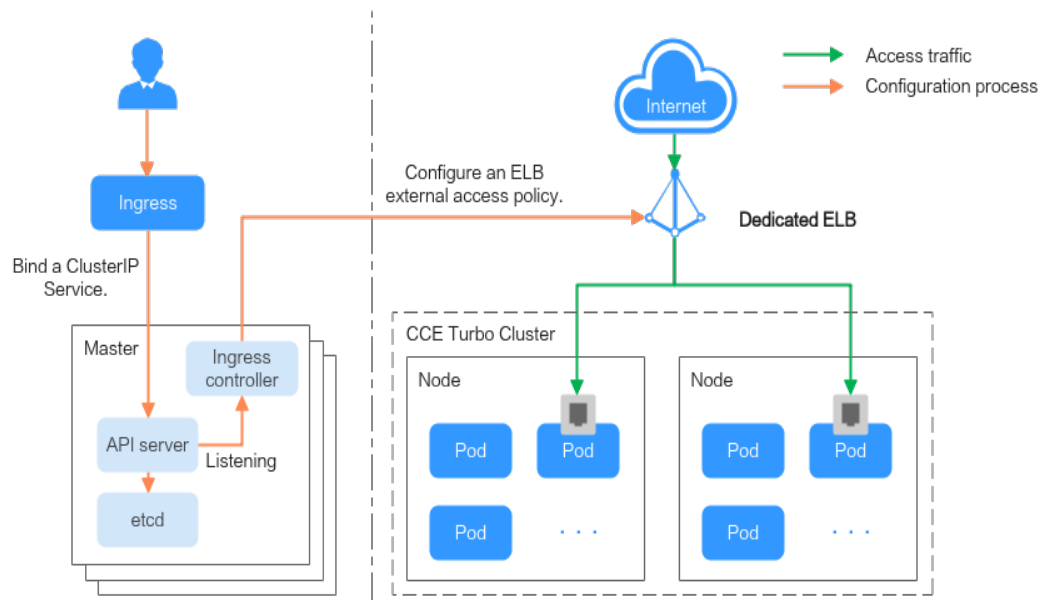 Internet
Access traffic
Configuration process
Ingress
Configure an ELB
external access policy.
Dedicated ELB
Bind a ClusterIP
Service.
Master
Ingress
controller
API server
Listening
etcd
CCE Turbo Cluster
Node
Pod
Pod
Pod
. . .
Node
Pod
Pod
Pod
. . .